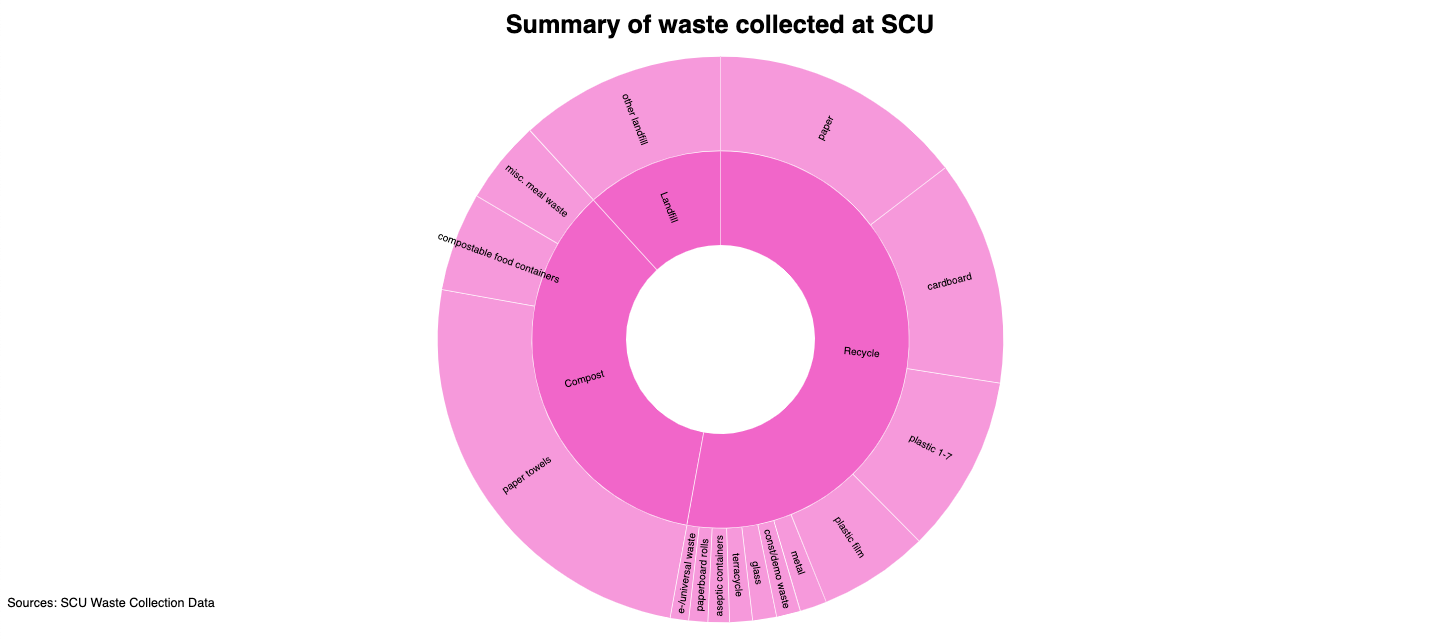 Summary of waste collected at SCU
other landfill
paper
misc. meal waste
Landfill
compostable food containers
cardboard
Recycle
Compost
plastic 1-7
paper towels
plastic film
e-/universal waste
paperboard rolls
aseptic containers
terracycle
glass
const/demo waste
metal
Sources: SCU Waste Collection Data